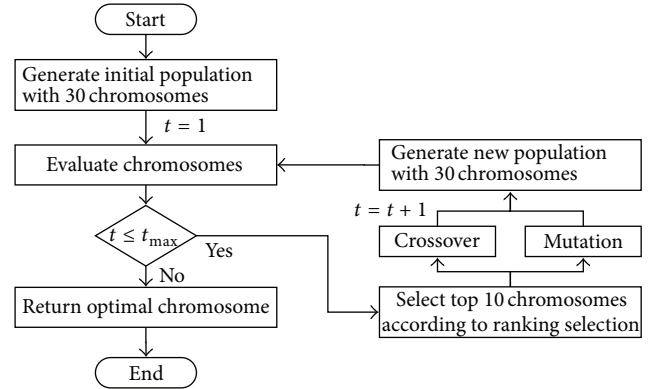 Start
Generate initial population
with 30 chromosomes
t = 1
Evaluate chromosomes
t ≤ t_max
Yes
No
Return optimal chromosome
End
Generate new population
with 30 chromosomes
t = t + 1
Crossover
Mutation
Select top 10 chromosomes
according to ranking selection